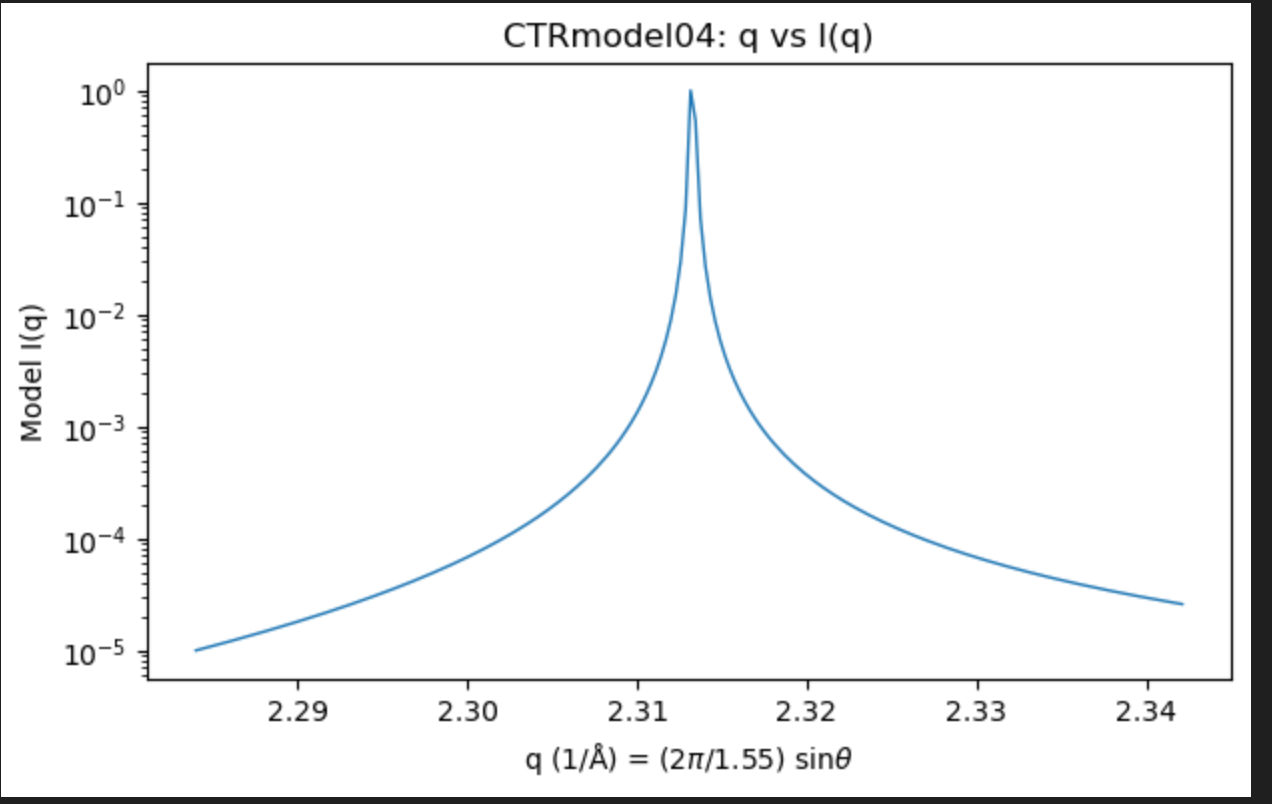 CTRmodel04: q vs I(q)
Model I(q)
10⁰
10⁻¹
10⁻²
10⁻³
10⁻⁴
10⁻⁵
2.29 2.30 2.31 2.32 2.33 2.34
q (1/Å) = (2π/1.55) sinθ